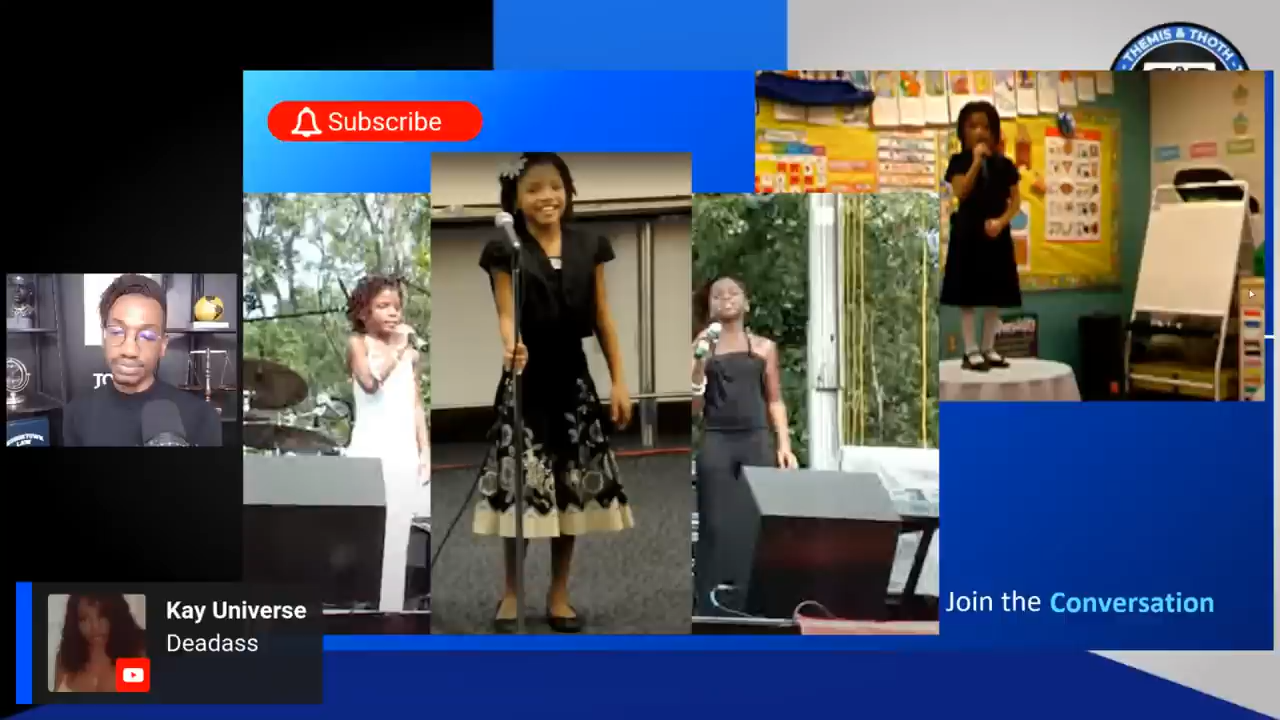 THEMIS & THOTH
Subscribe
Kay Universe
Deadass
Join the Conversation